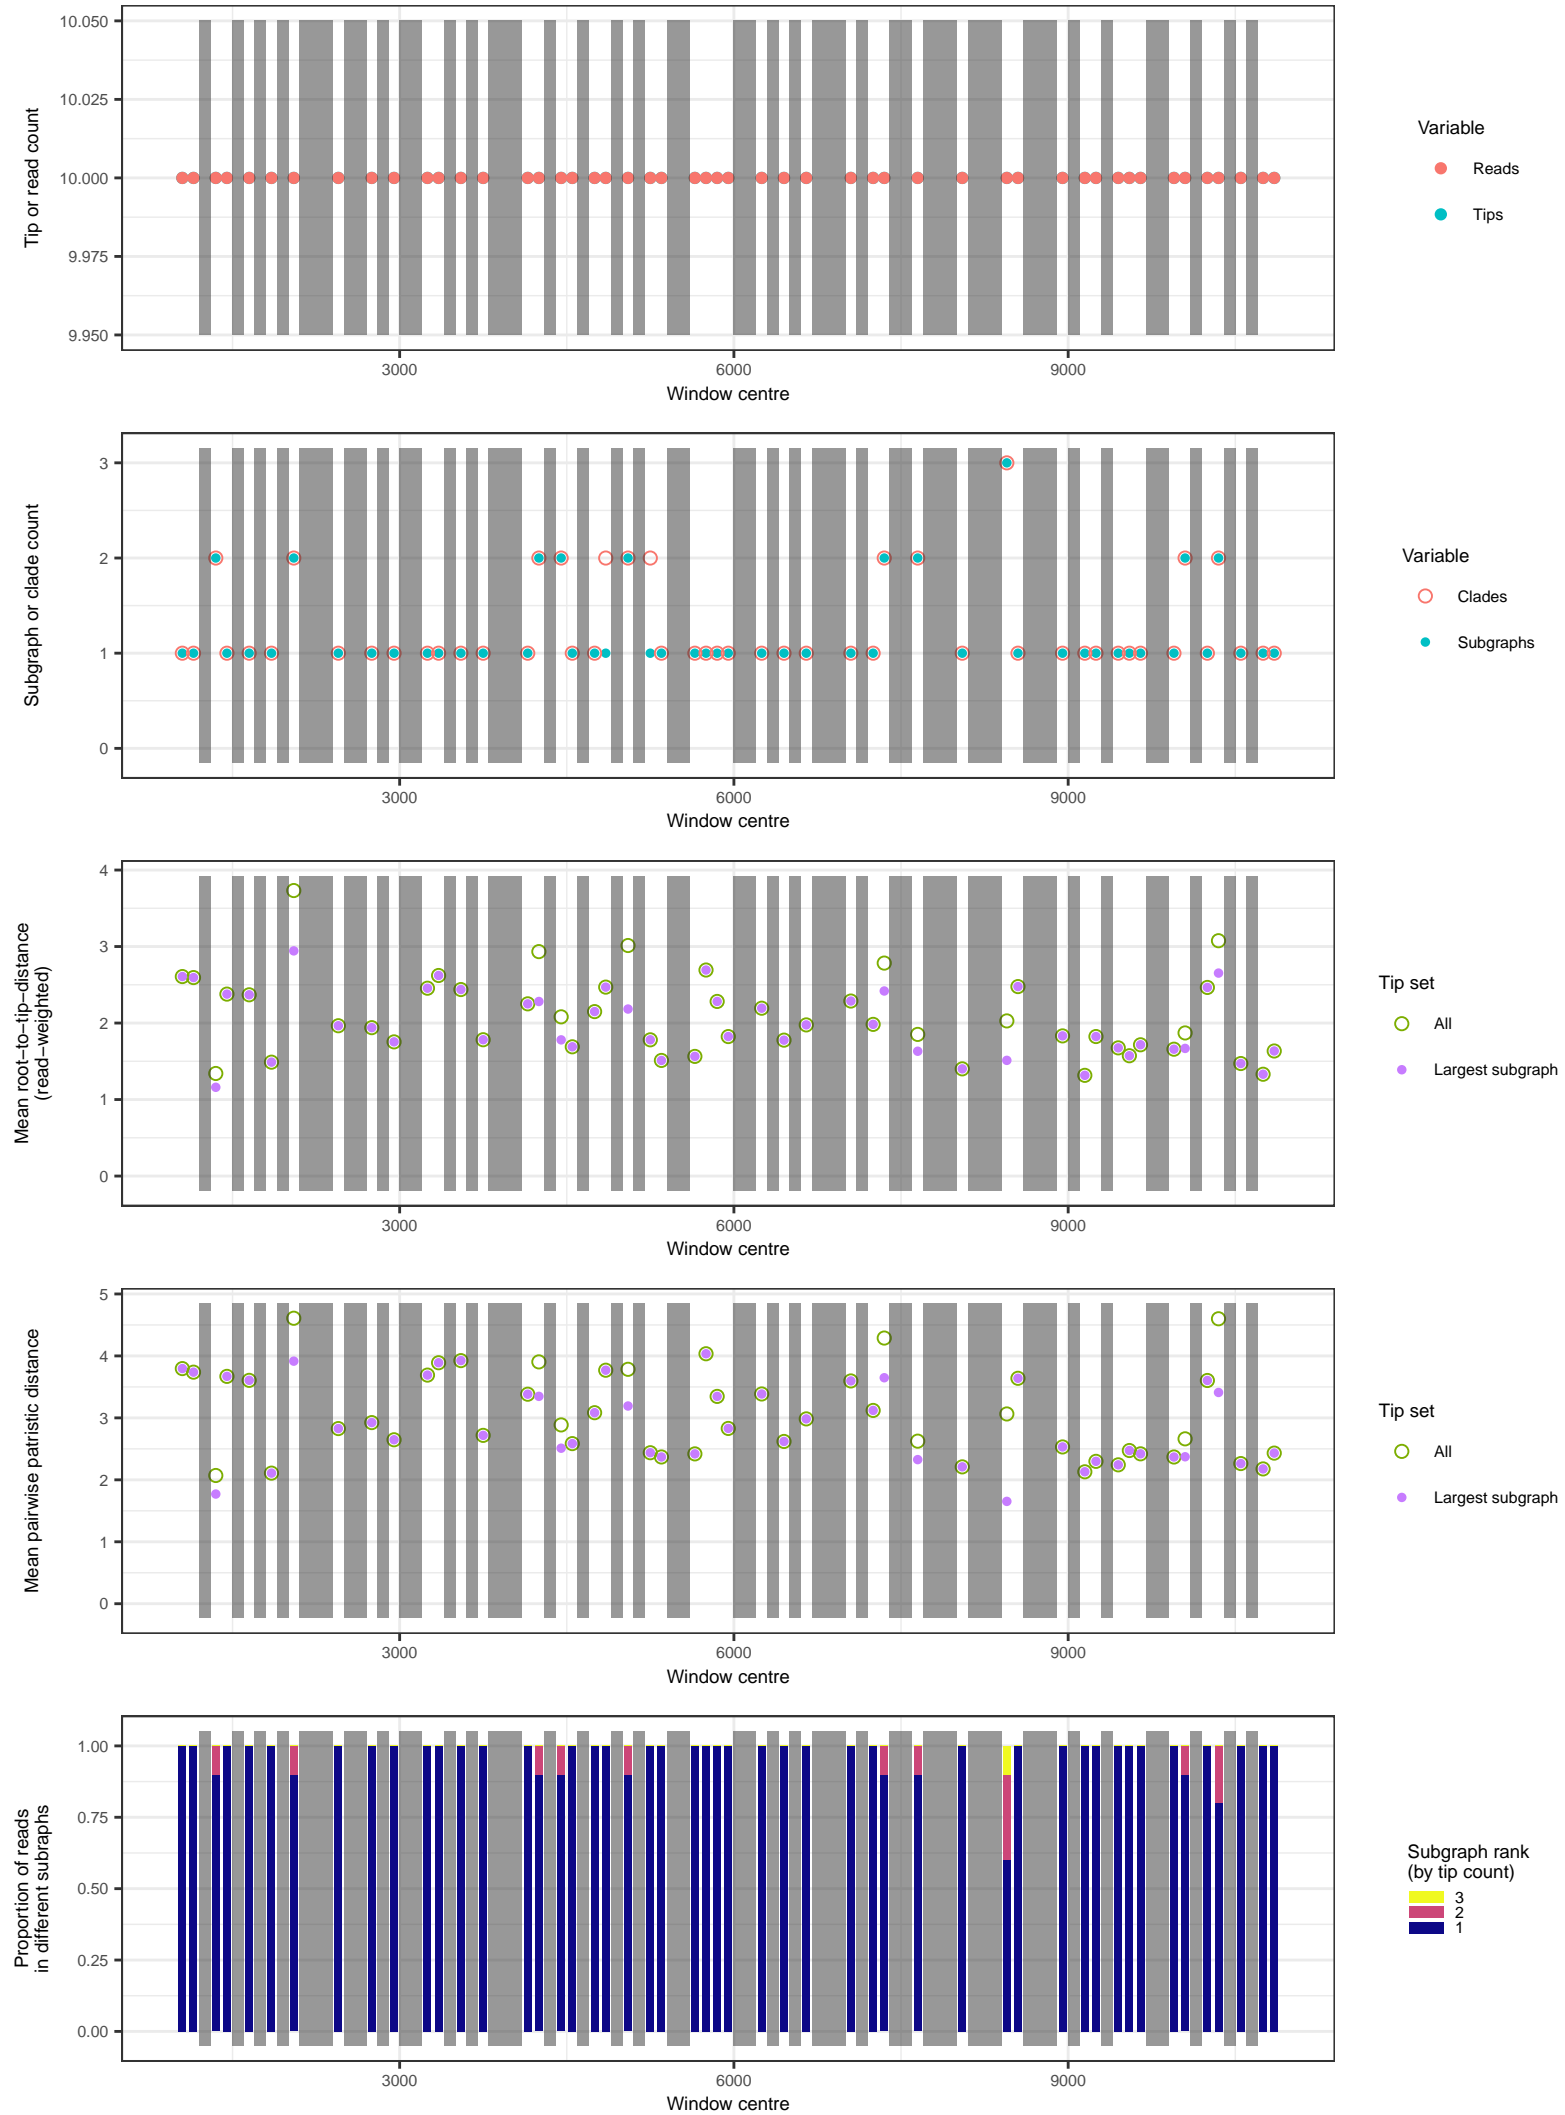 10.050
10.025
10.000
9.975
9.950
Tip or read count
3000
6000
9000
Window centre
Variable
Reads
Tips
3
2
1
0
Subgraph or clade count
3000
6000
9000
Window centre
Variable
Clades
Subgraphs
4
3
2
1
0
Mean root−to−tip−distance
(read−weighted)
3000
6000
9000
Window centre
Tip set
All
Largest subgraph
5
4
3
2
1
0
Mean pairwise patristic distance
3000
6000
9000
Window centre
Tip set
All
Largest subgraph
1.00
0.75
0.50
0.25
0.00
Proportion of reads
in different subraphs
3000
6000
9000
Window centre
Subgraph rank
(by tip count)
3
2
1